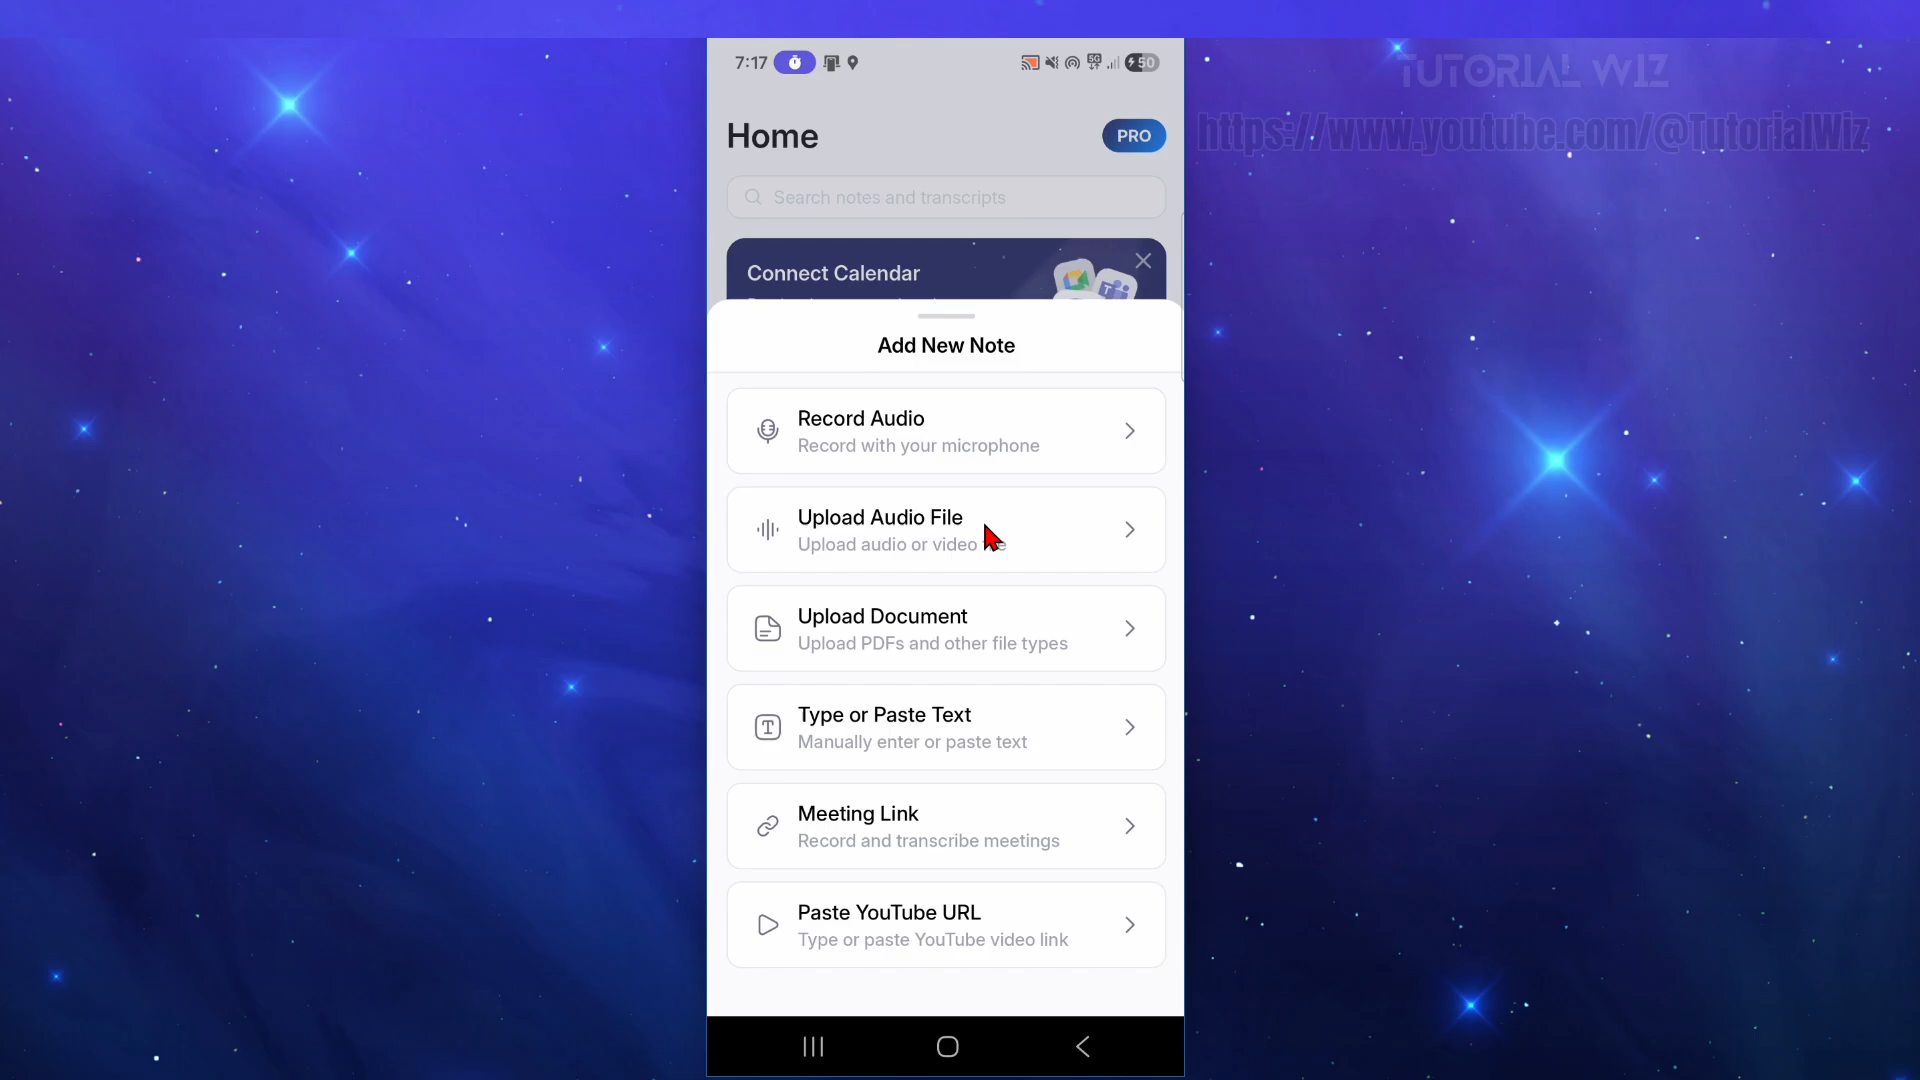 7:17
5G
50
TUTORIAL WIZ
https://www.youtube.com/@TutorialWiz
Home
PRO
Search notes and transcripts
Connect Calendar
Add New Note
Record Audio
Record with your microphone
Upload Audio File
Upload audio or video
Upload Document
Upload PDFs and other file types
Type or Paste Text
Manually enter or paste text
Meeting Link
Record and transcribe meetings
Paste YouTube URL
Type or paste YouTube video link